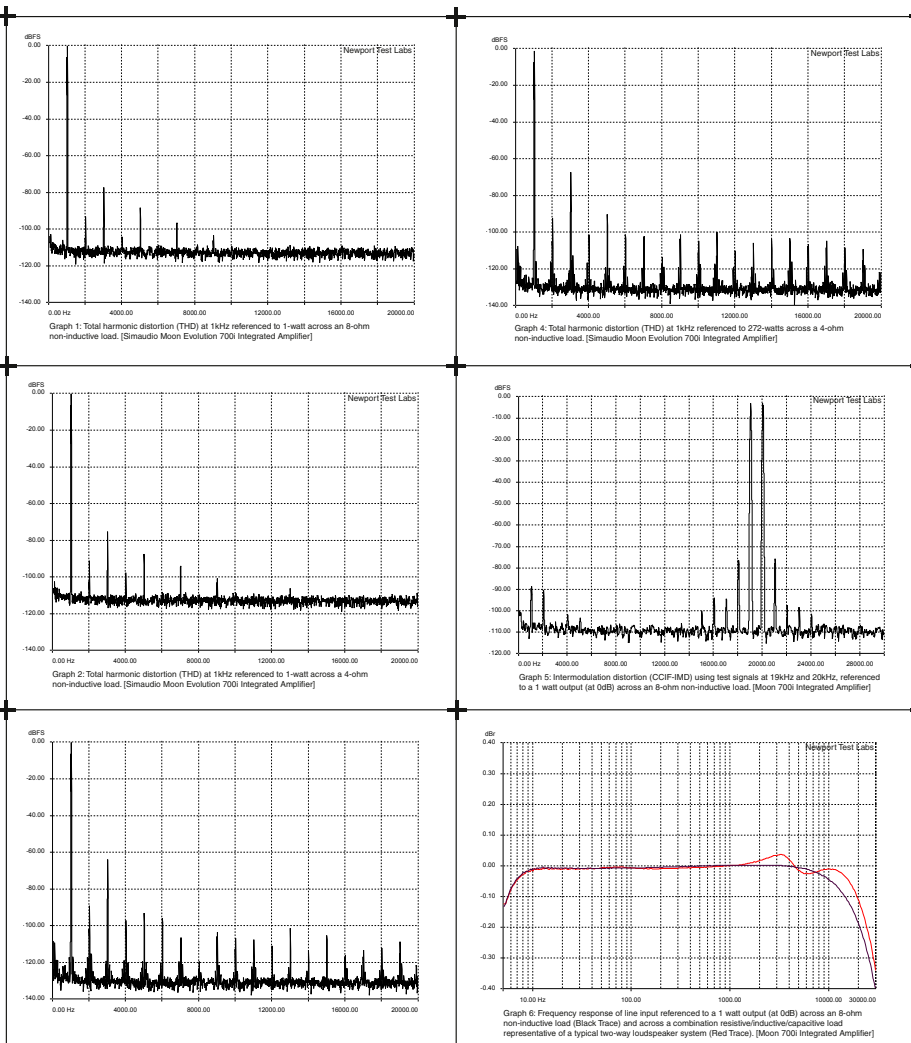 dBFS
Newport Test Labs
0.00
-20.00
-40.00
-60.00
-80.00
-100.00
-120.00
-140.00
0.00 Hz 4000.00 8000.00 12000.00 16000.00 20000.00
Graph 1: Total harmonic distortion (THD) at 1kHz referenced to 1-watt across an 8-ohm
non-inductive load. [Simaudio Moon Evolution 700i Integrated Amplifier]
dBFS
Newport Test Labs
0.00
-20.00
-40.00
-60.00
-80.00
-100.00
-120.00
-140.00
0.00 Hz 4000.00 8000.00 12000.00 16000.00 20000.00
Graph 4: Total harmonic distortion (THD) at 1kHz referenced to 272-watts across a 4-ohm
non-inductive load. [Simaudio Moon Evolution 700i Integrated Amplifier]
dBFS
Newport Test Labs
0.00
-20.00
-40.00
-60.00
-80.00
-100.00
-120.00
-140.00
0.00 Hz 4000.00 8000.00 12000.00 16000.00 20000.00
Graph 2: Total harmonic distortion (THD) at 1kHz referenced to 1-watt across a 4-ohm
non-inductive load. [Simaudio Moon Evolution 700i Integrated Amplifier]
dBFS
Newport Test Labs
0.00
-10.00
-20.00
-30.00
-40.00
-50.00
-60.00
-70.00
-80.00
-90.00
-100.00
-110.00
-120.00
0.00 Hz 4000.00 8000.00 12000.00 16000.00 20000.00 24000.00 28000.00
Graph 5: Intermodulation distortion (CCIF-IMD) using test signals at 19kHz and 20kHz, referenced
to a 1 watt output (at 0dB) across an 8-ohm non-inductive load. [Moon 700i Integrated Amplifier]
dBFS
0.00
-20.00
-40.00
-60.00
-80.00
-100.00
-120.00
-140.00
0.00 Hz 4000.00 8000.00 12000.00 16000.00 20000.00
dBr
Newport Test Labs
0.40
0.30
0.20
0.10
0.00
-0.10
-0.20
-0.30
-0.40
10.00 Hz 100.00 1000.00 10000.00 30000.00
Graph 6: Frequency response of line input referenced to a 1 watt output (at 0dB) across an 8-ohm
non-inductive load (Black Trace) and across a combination resistive/inductive/capacitive load
representative of a typical two-way loudspeaker system (Red Trace). [Moon 700i Integrated Amplifier]